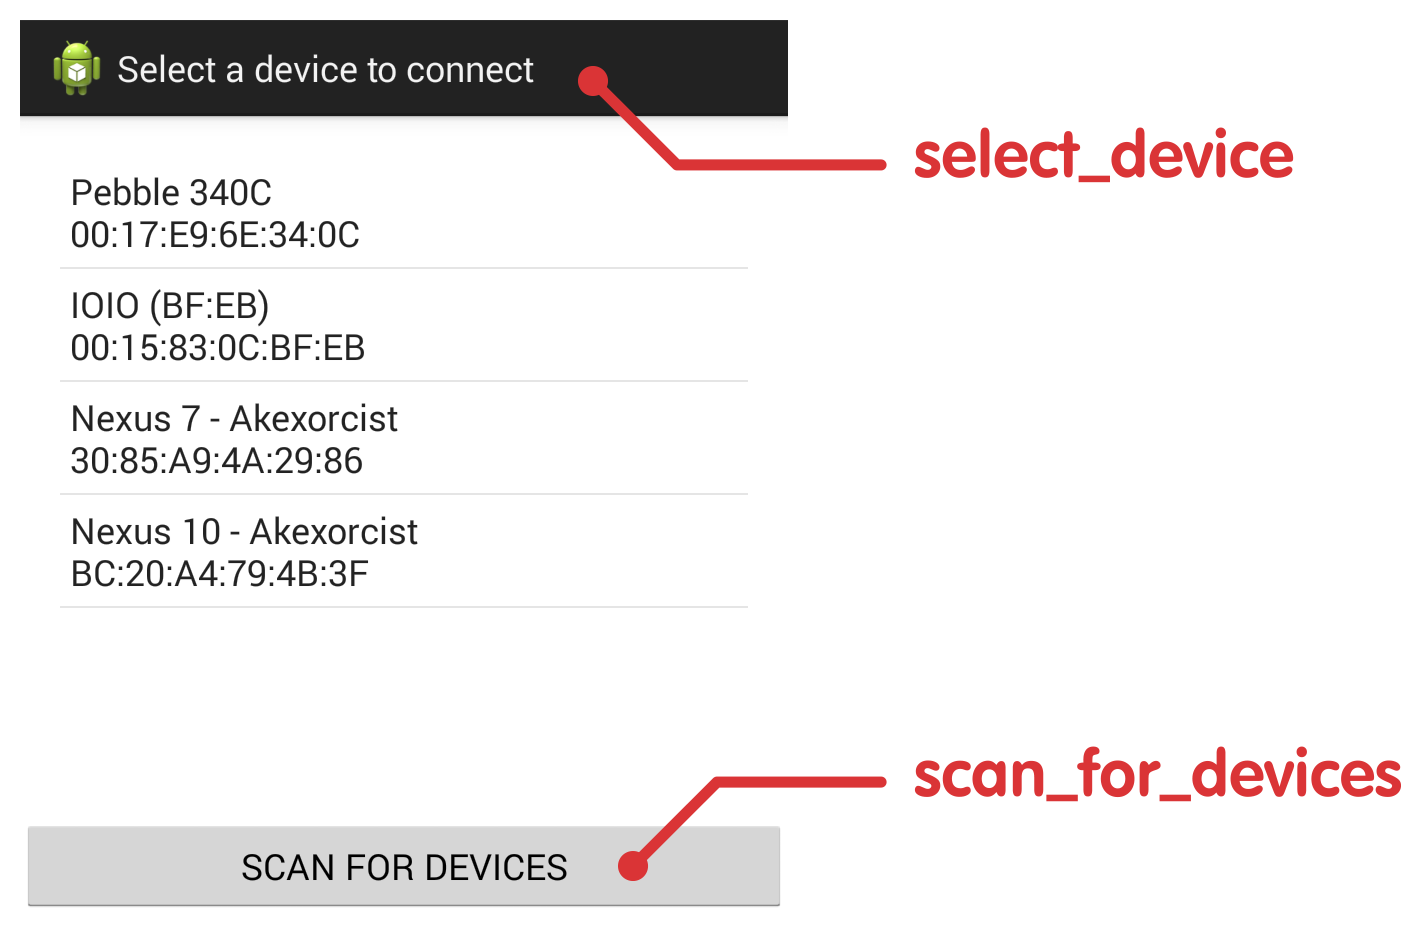 Select a device to connect
select_device
Pebble 340C
00:17:E9:6E:34:0C
IOIO (BF:EB)
00:15:83:0C:BF:EB
Nexus 7 - Akexorcist
30:85:A9:4A:29:86
Nexus 10 - Akexorcist
BC:20:A4:79:4B:3F
scan_for_devices
SCAN FOR DEVICES